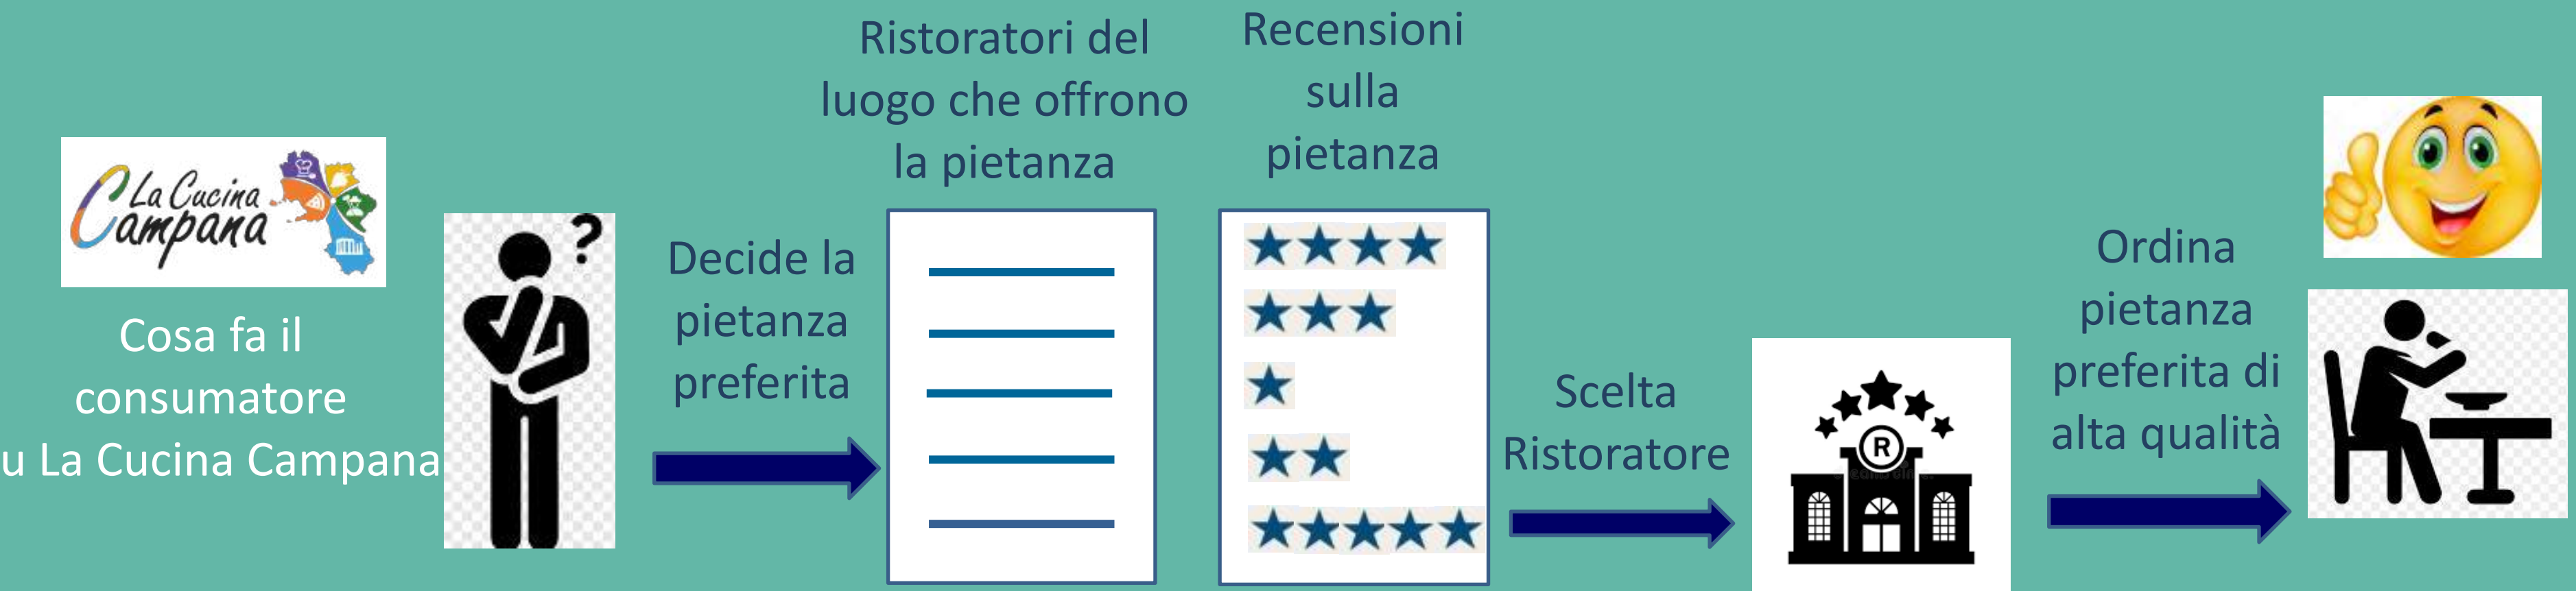 La Cucina
Campana
Cosa fa il
consumatore
u La Cucina Campana
?
Decide la
pietanza
preferita
Ristoratori del
luogo che offrono
la pietanza
Recensioni
sulla
pietanza
Scelta
Ristoratore
R
Ordina
pietanza
preferita di
alta qualità